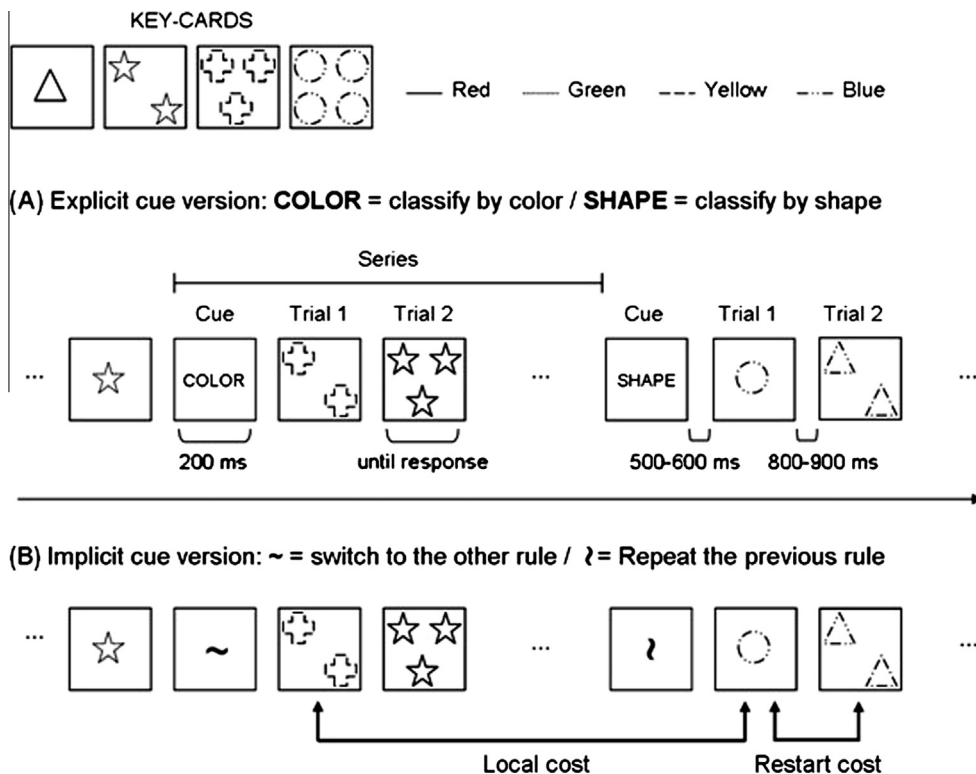 KEY-CARDS
Red Green Yellow Blue
(A) Explicit cue version: COLOR = classify by color / SHAPE = classify by shape
Series
Cue Trial 1 Trial 2 Cue Trial 1 Trial 2
... COLOR ... SHAPE ...
200 ms until response 500-600 ms 800-900 ms
(B) Implicit cue version: ~ = switch to the other rule / ≀ = Repeat the previous rule
... ~ ... ≀ ...
Local cost Restart cost